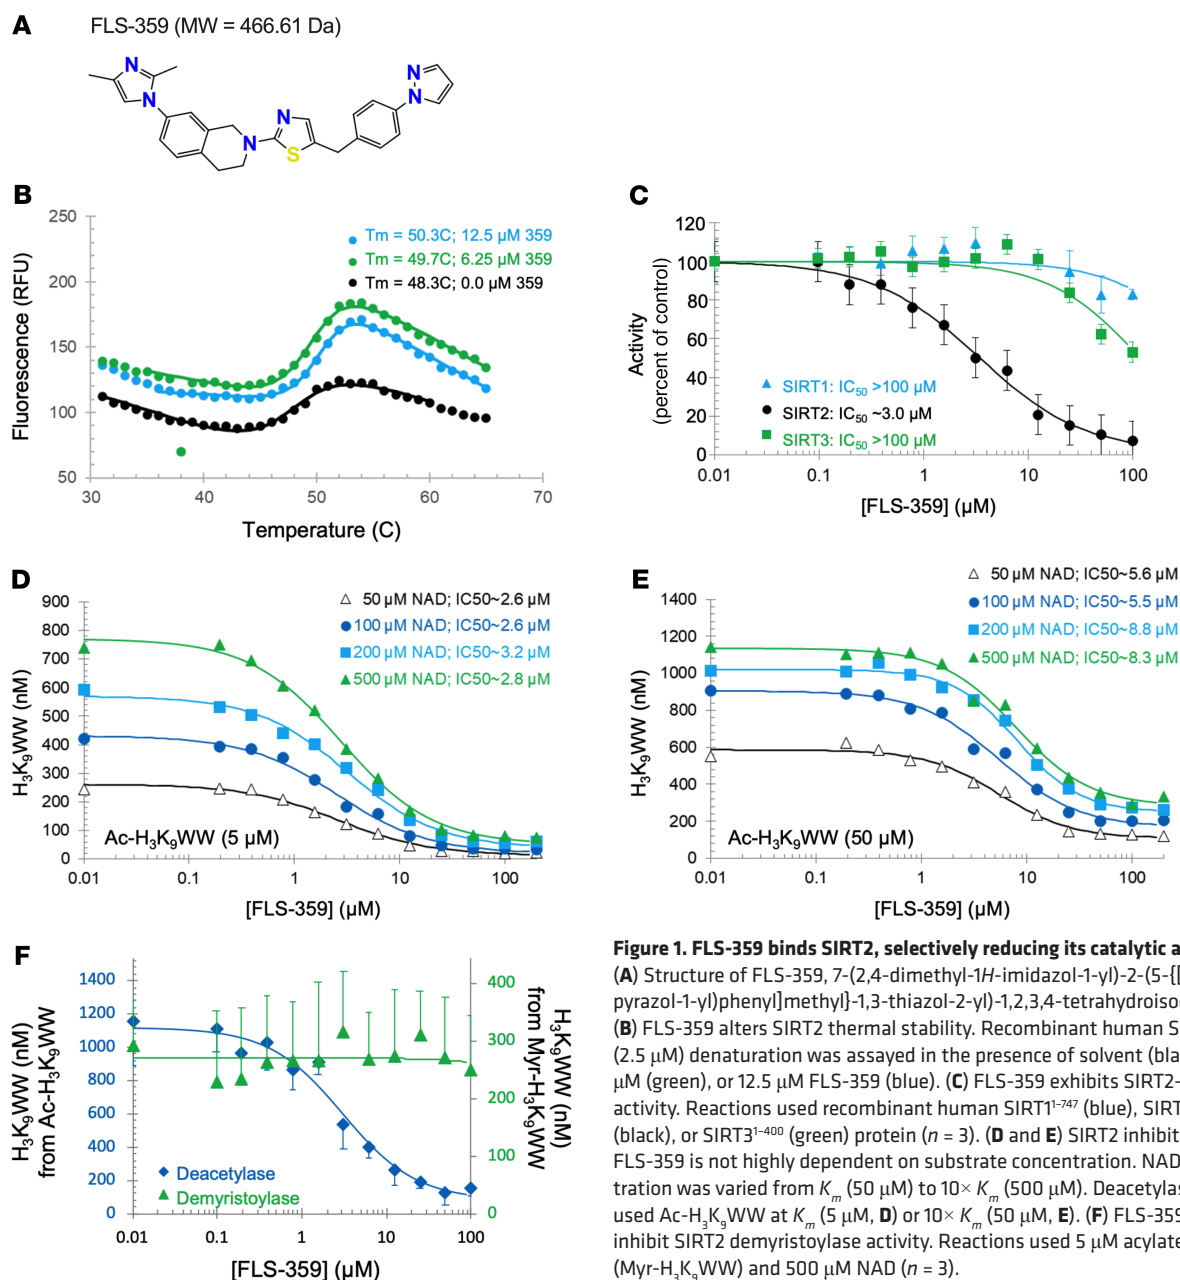 A
FLS-359 (MW = 466.61 Da)
N
N
N
N
S
N
N
B
250
200
150
100
50
30
40
50
60
70
Fluorescence (RFU)
Temperature (C)
Tm = 50.3C; 12.5 µM 359
Tm = 49.7C; 6.25 µM 359
Tm = 48.3C; 0.0 µM 359
C
120
100
80
60
40
20
0
0.01
0.1
1
10
100
Activity
(percent of control)
[FLS-359] (µM)
SIRT1: IC50 >100 µM
SIRT2: IC50 ~3.0 µM
SIRT3: IC50 >100 µM
D
900
800
700
600
500
400
300
200
100
0
0.01
0.1
1
10
100
H3K9WW (nM)
[FLS-359] (µM)
50 µM NAD; IC50~2.6 µM
100 µM NAD; IC50~2.6 µM
200 µM NAD; IC50~3.2 µM
500 µM NAD; IC50~2.8 µM
Ac-H3K9WW (5 µM)
E
1400
1200
1000
800
600
400
200
0
0.01
0.1
1
10
100
H3K9WW (nM)
[FLS-359] (µM)
50 µM NAD; IC50~5.6 µM
100 µM NAD; IC50~5.5 µM
200 µM NAD; IC50~8.8 µM
500 µM NAD; IC50~8.3 µM
Ac-H3K9WW (50 µM)
F
1400
1200
1000
800
600
400
200
0
400
300
200
100
0
0.01
0.1
1
10
100
H3K9WW (nM)
from Ac-H3K9WW
H3K9WW (nM)
from Myr-H3K9WW
Deacetylase
Demyristoylase
[FLS-359] (µM)
Figure 1. FLS-359 binds SIRT2, selectively reducing its catalytic a
(A) Structure of FLS-359, 7-(2,4-dimethyl-1H-imidazol-1-yl)-2-(5-{[
pyrazol-1-yl)phenyl]methyl}-1,3-thiazol-2-yl)-1,2,3,4-tetrahydroiso
(B) FLS-359 alters SIRT2 thermal stability. Recombinant human S
(2.5 µM) denaturation was assayed in the presence of solvent (bla
µM (green), or 12.5 µM FLS-359 (blue). (C) FLS-359 exhibits SIRT2-
activity. Reactions used recombinant human SIRT11–747 (blue), SIRT
(black), or SIRT31–400 (green) protein (n = 3). (D and E) SIRT2 inhibit
FLS-359 is not highly dependent on substrate concentration. NAD
tration was varied from Km (50 µM) to 10× Km (500 µM). Deacetylas
used Ac-H3K9WW at Km (5 µM, D) or 10× Km (50 µM, E). (F) FLS-359
inhibit SIRT2 demyristoylase activity. Reactions used 5 µM acylate
(Myr-H3K9WW) and 500 µM NAD (n = 3).